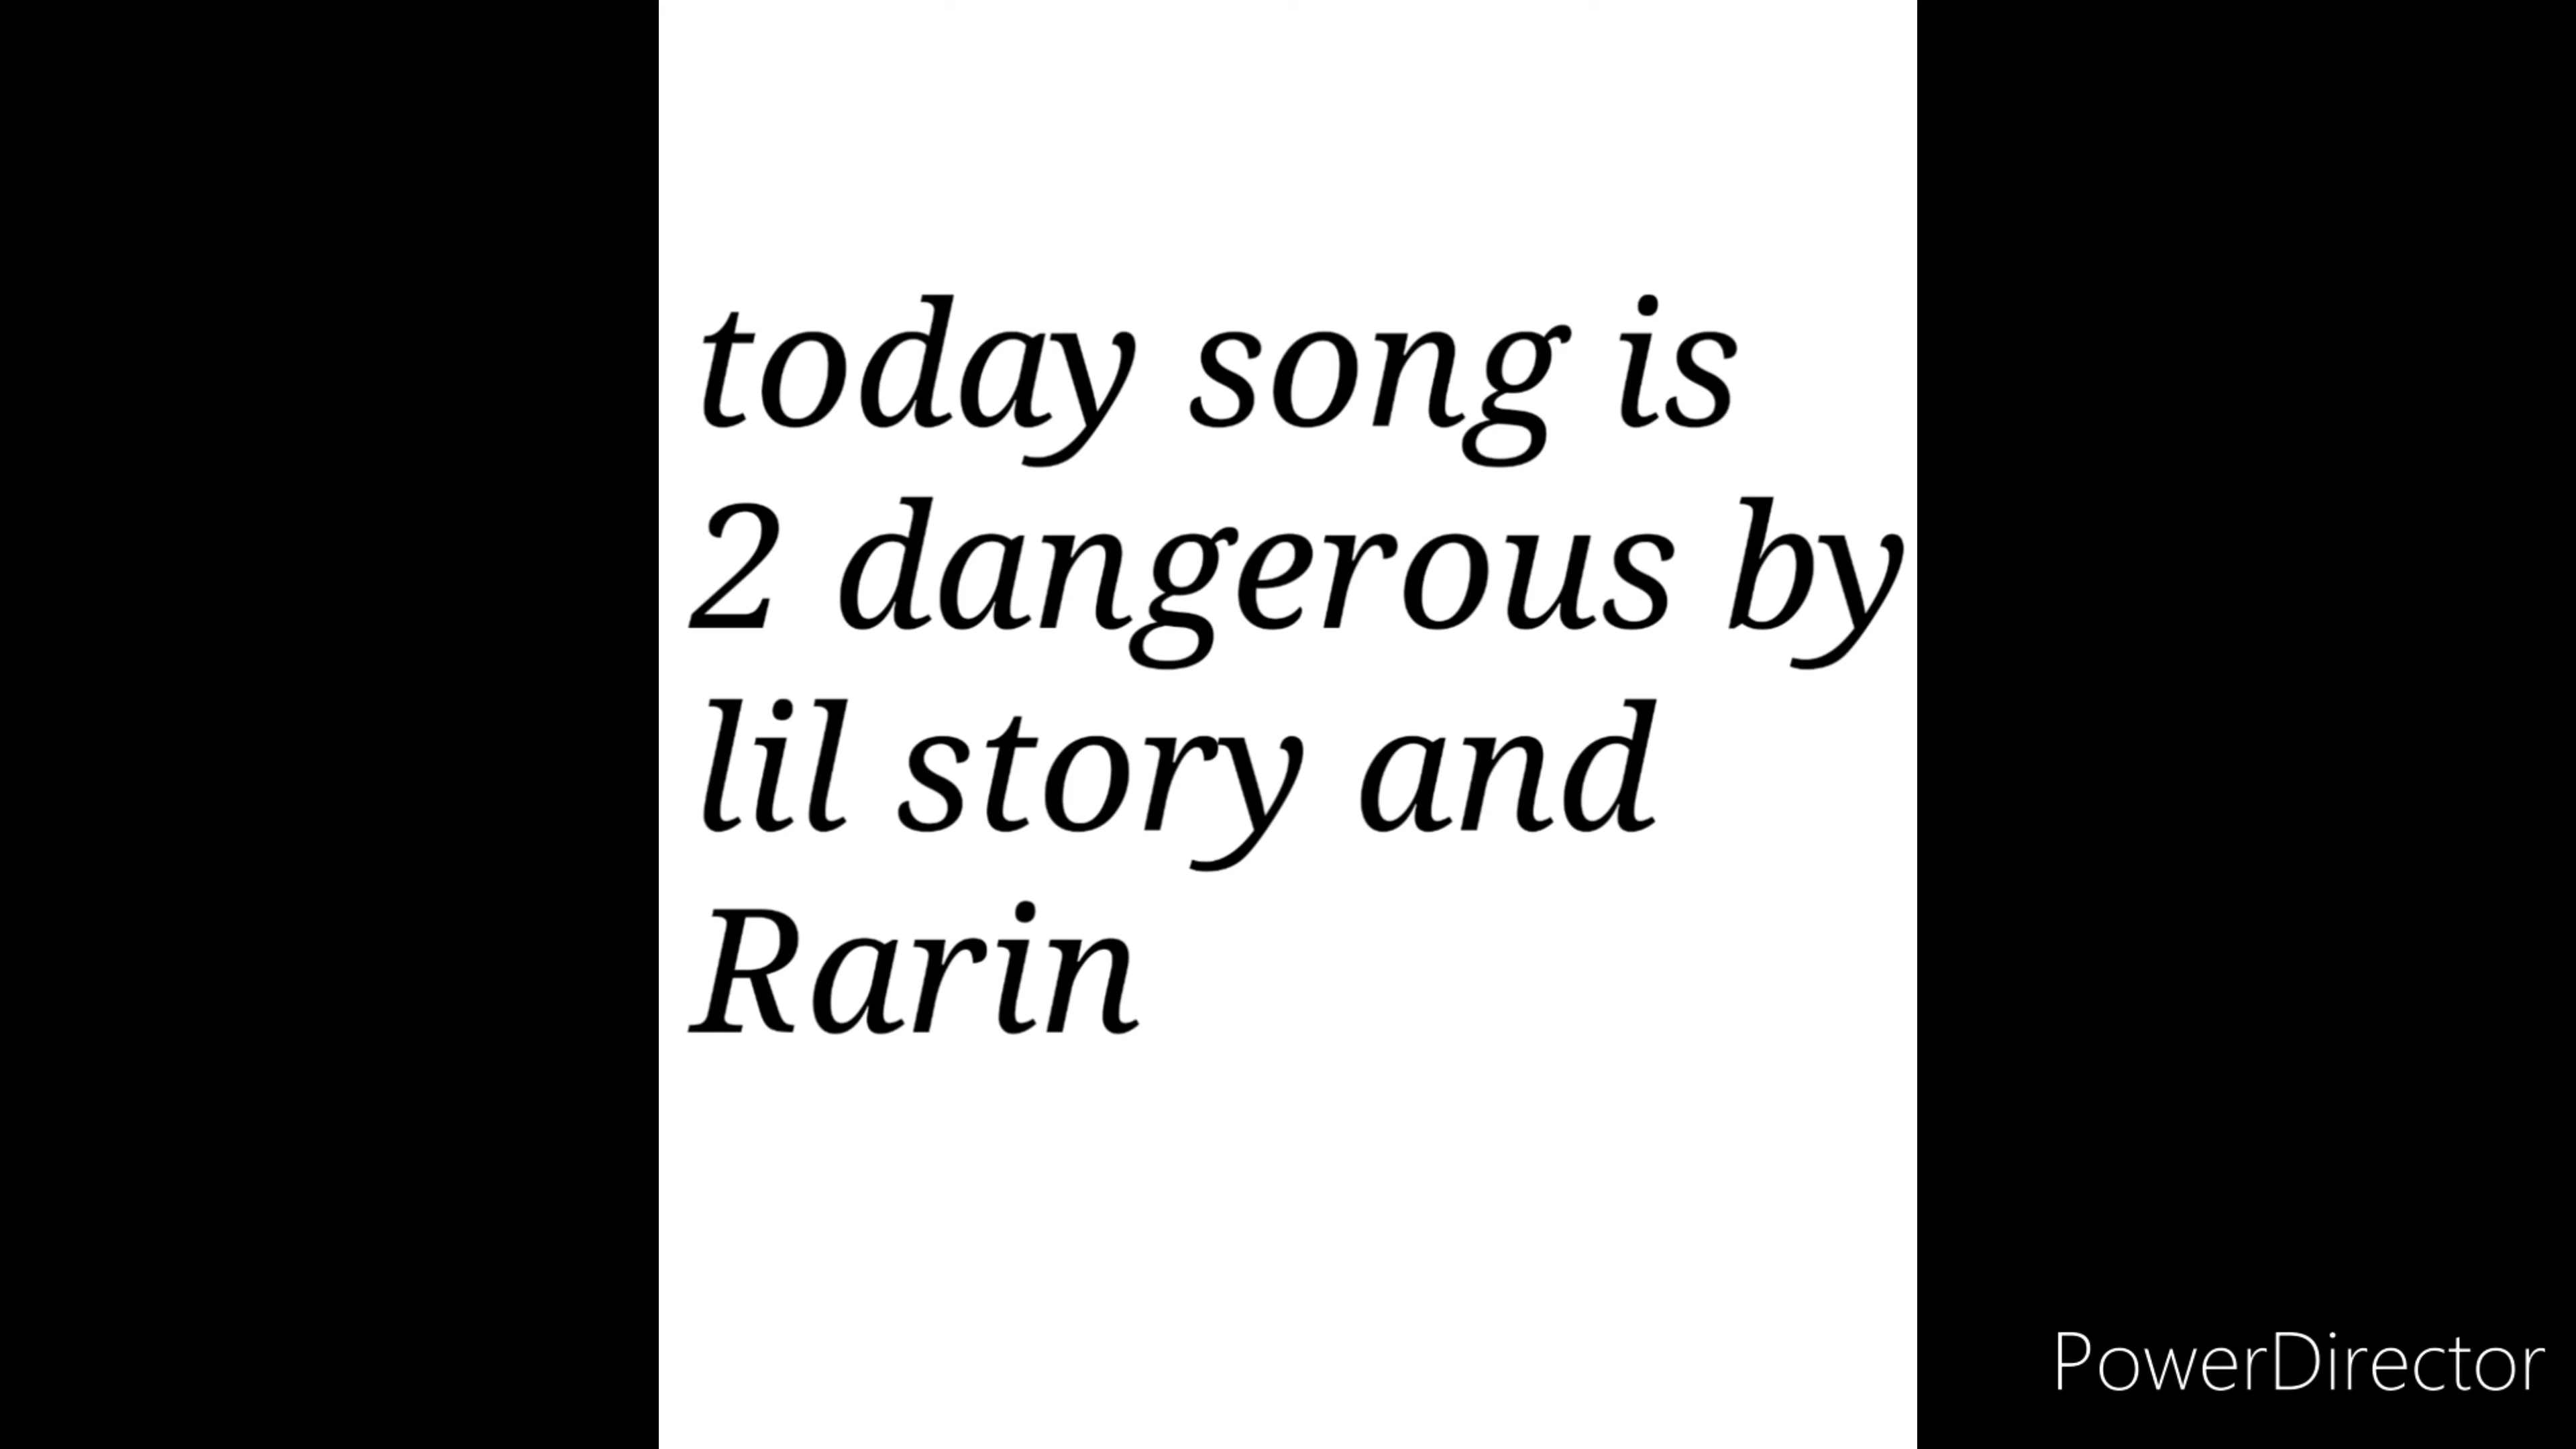 today song is
2 dangerous by
lil story and
Rarin
PowerDirector